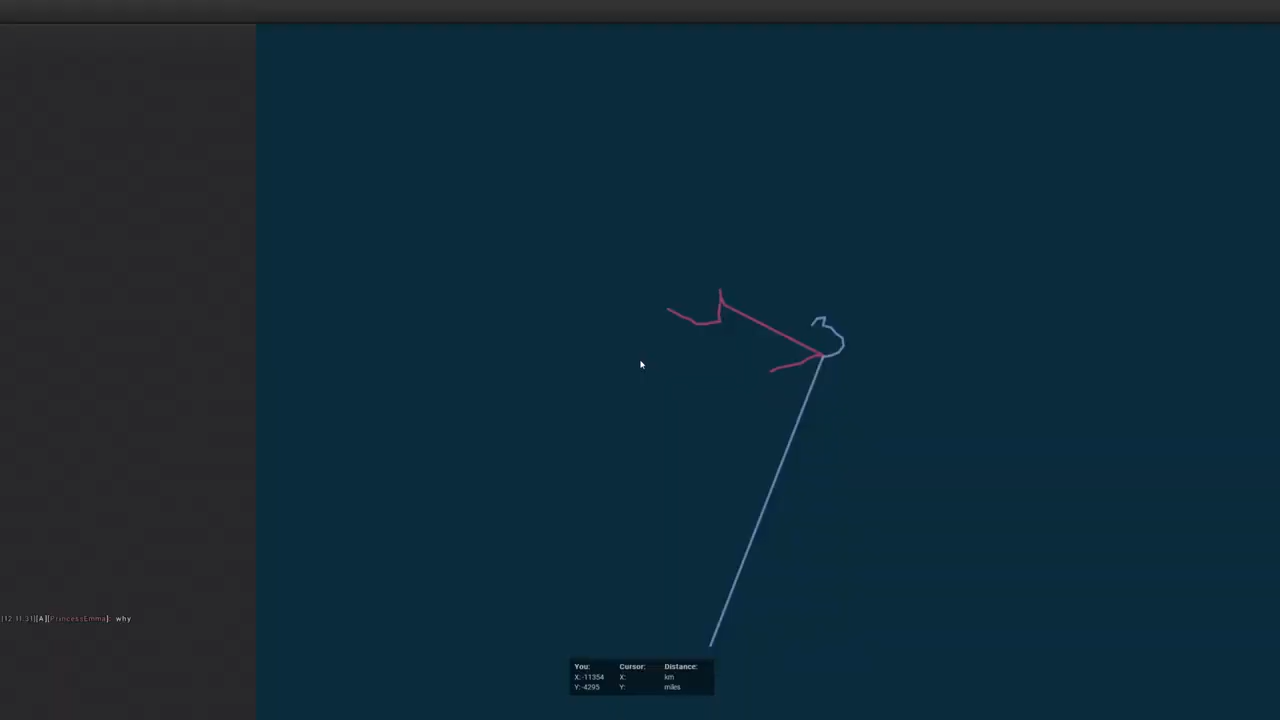 [12.11.31][A][PrincessEmma]: why
You: Cursor: Distance:
X:-11354 X: km
Y:-4295 Y: miles